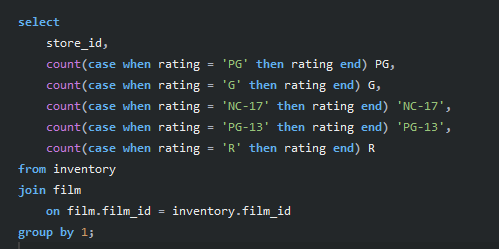 select
    store_id,
    count(case when rating = 'PG' then rating end) PG,
    count(case when rating = 'G' then rating end) G,
    count(case when rating = 'NC-17' then rating end) 'NC-17',
    count(case when rating = 'PG-13' then rating end) 'PG-13',
    count(case when rating = 'R' then rating end) R
from inventory
join film
    on film.film_id = inventory.film_id
group by 1;